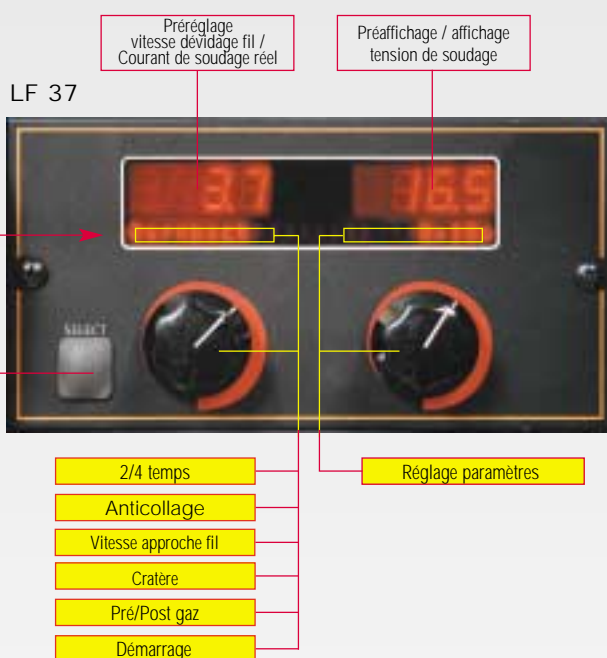 Préréglage
vitesse dévidage fil /
Courant de soudage réel
Préaffichage / affichage
tension de soudage
LF 37
3.7
16.5
SELECT
2/4 temps
Anticollage
Réglage paramètres
Vitesse approche fil
Cratère
Pré/Post gaz
Démarrage